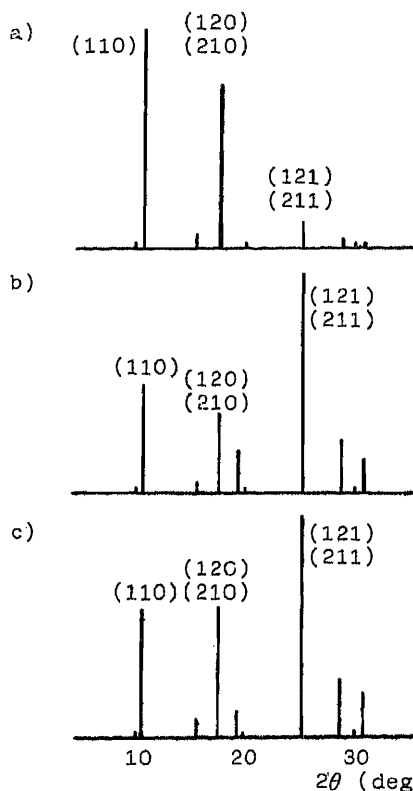 a)
(120)
(110) (210)
(121)
(211)
b)
(121)
(211)
(110) (120)
(210)
c)
(121)
(211)
(120)
(110) (210)
10 20 30
2θ (deg